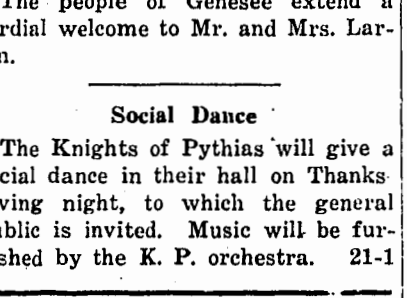 The people of Genesee extend a
rdial welcome to Mr. and Mrs. Lar-
n.
Social Dance
The Knights of Pythias will give a
cial dance in their hall on Thanks-
ving night, to which the general
ublic is invited. Music will be fur-
shed by the K. P. orchestra. 21-1